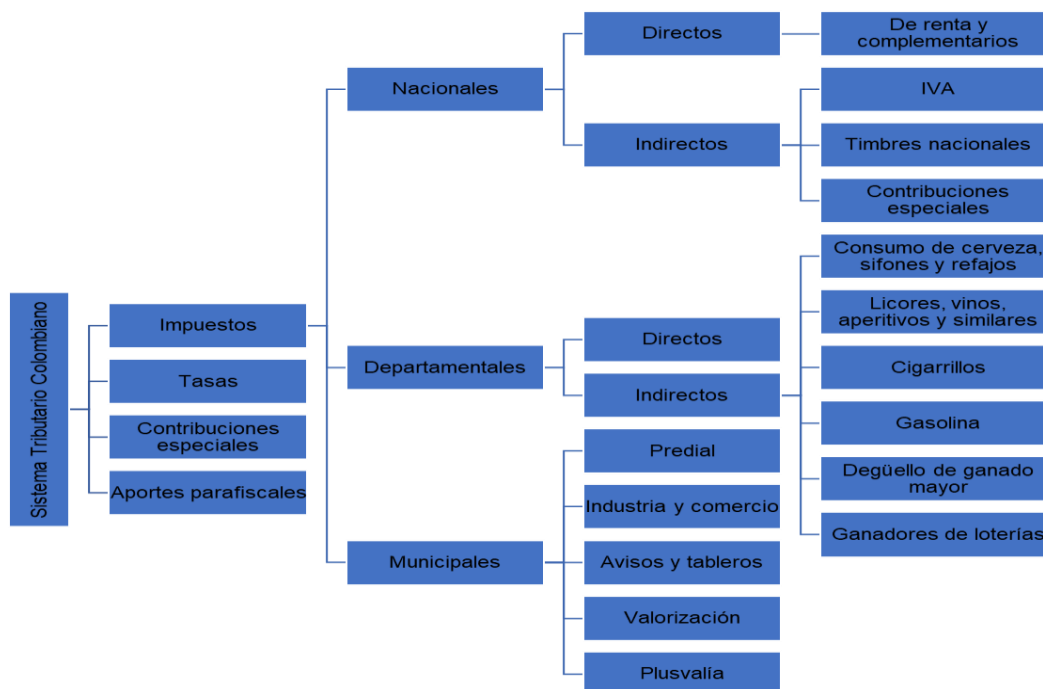 Sistema Tributario Colombiano
Impuestos
Tasas
Contribuciones
especiales
Aportes parafiscales
Nacionales
Directos
De renta y
complementarios
Indirectos
IVA
Timbres nacionales
Contribuciones
especiales
Departamentales
Directos
Indirectos
Consumo de cerveza,
sifones y refajos
Licores, vinos,
aperitivos y similares
Cigarrillos
Gasolina
Degüello de ganado
mayor
Ganadores de loterías
Municipales
Predial
Industria y comercio
Avisos y tableros
Valorización
Plusvalía